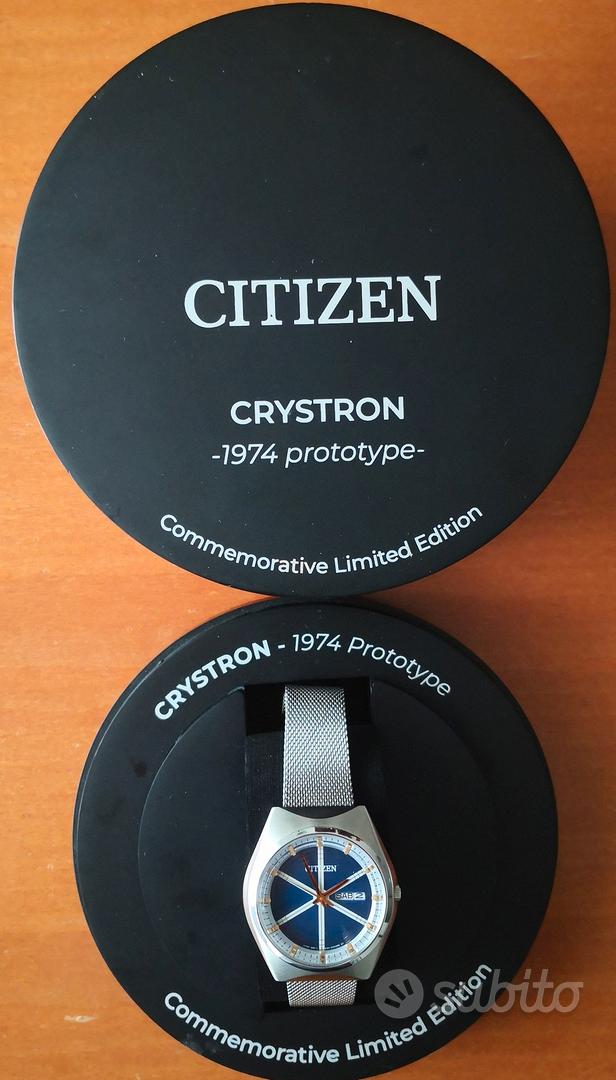 CITIZEN
CRYSTRON
-1974 prototype-
Commemorative Limited Edition
CRYSTRON - 1974 Prototype
CITIZEN
SAB 2
subito
Commemorative Limited Edition